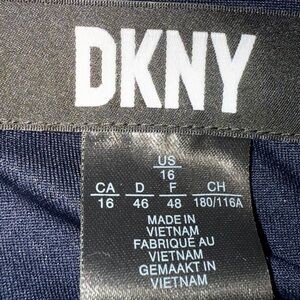 DKNY
US
16
CA D F CH
16 46 48 180/116A
MADE IN
VIETNAM
FABRIQUÉ AU
VIETNAM
GEMAAKT IN
VIETNAM